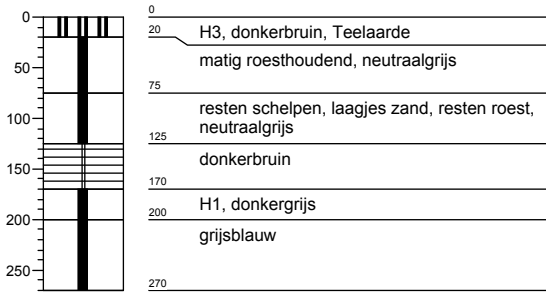 0
50
100
150
200
250
0
20
H3, donkerbruin, Teelaarde
matig roesthoudend, neutraalgrijs
75
resten schelpen, laagjes zand, resten roest,
neutraalgrijs
125
donkerbruin
170
H1, donkergrijs
200
grijsblauw
270